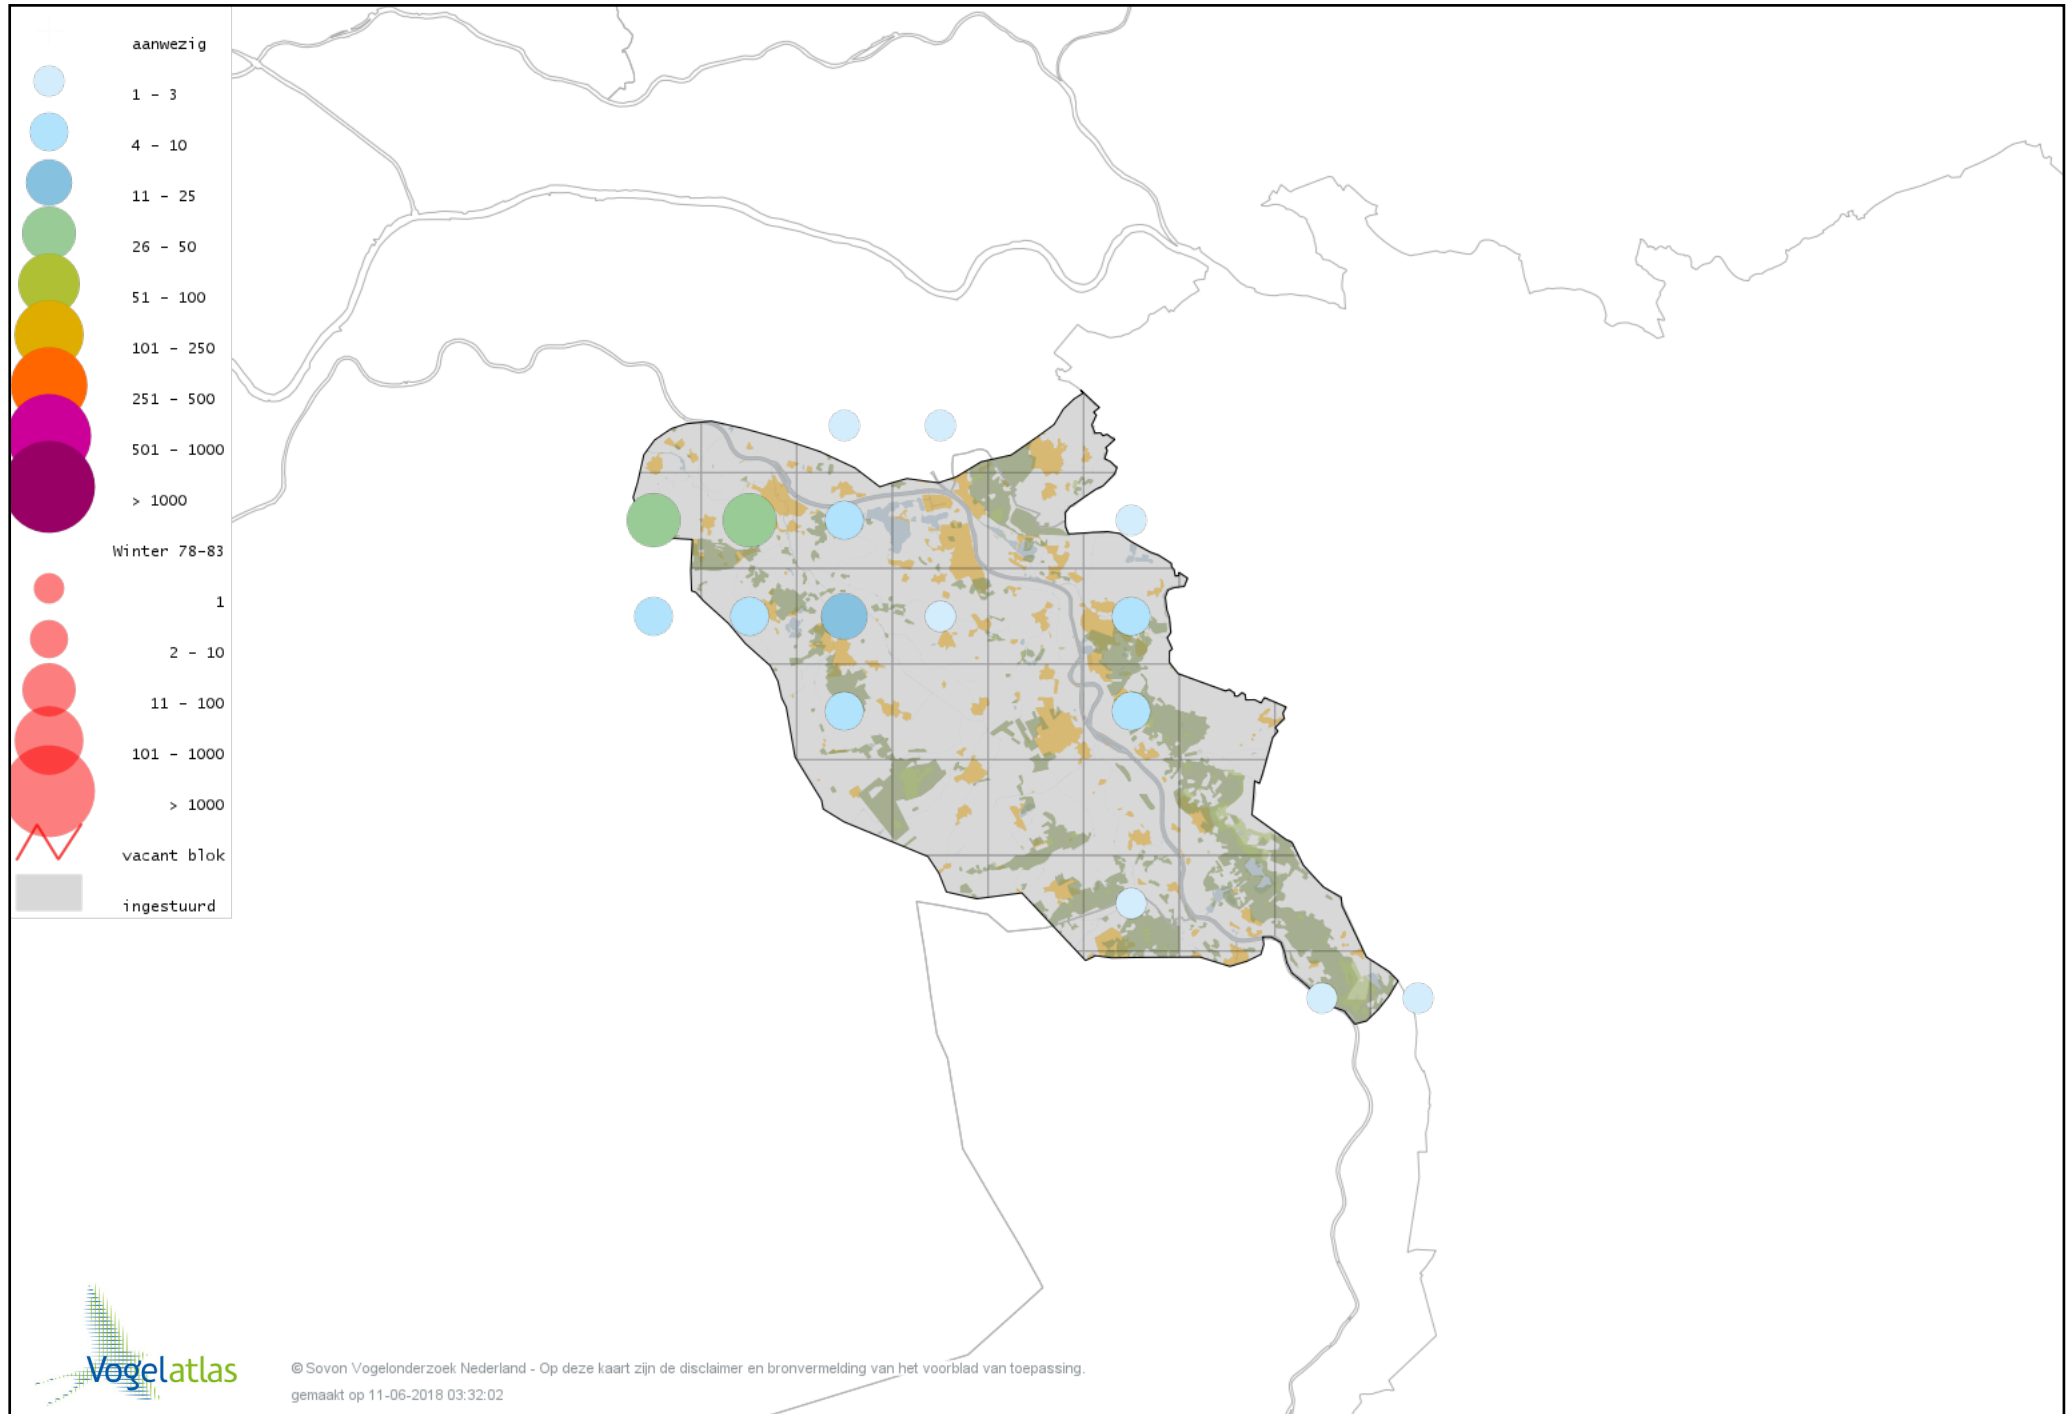 aanwezig
1 - 3
4 - 10
11 - 25
26 - 50
51 - 100
101 - 250
251 - 500
501 - 1000
> 1000
Winter 78-83
1
2 - 10
11 - 100
101 - 1000
> 1000
vacant blok
ingestuurd
Vogelatlas
© Sovon Vogelonderzoek Nederland - Op deze kaart zijn de disclaimer en bronvermelding van het voorblad van toepassing.
gemaakt op 11-06-2018 03:32:02